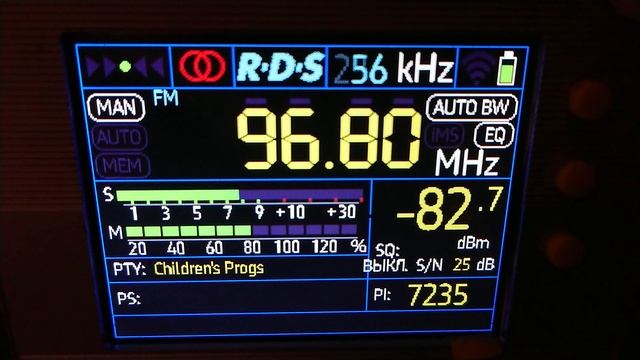 R·D·S 256 kHz
MAN FM AUTO BW
AUTO 96.80 IMS EQ
MEM MHz
S
1 3 5 7 9 +10 +30
-82.7 dBm
M
20 40 60 80 100 120 %
SQ:
ВЫКЛ. S/N 25 dB
PTY: Children's Progs
PS:
PI: 7235